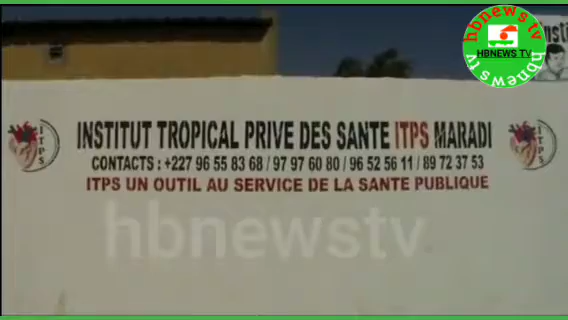 hbnews tv
HBNEWS TV
hbnews tv
INSTITUT TROPICAL PRIVE DES SANTE ITPS MARADI
CONTACTS : +227 96 55 83 68 / 97 97 60 80 / 96 52 56 11 / 89 72 37 53
ITPS UN OUTIL AU SERVICE DE LA SANTE PUBLIQUE
ITPS
ITPS
hbnewstv